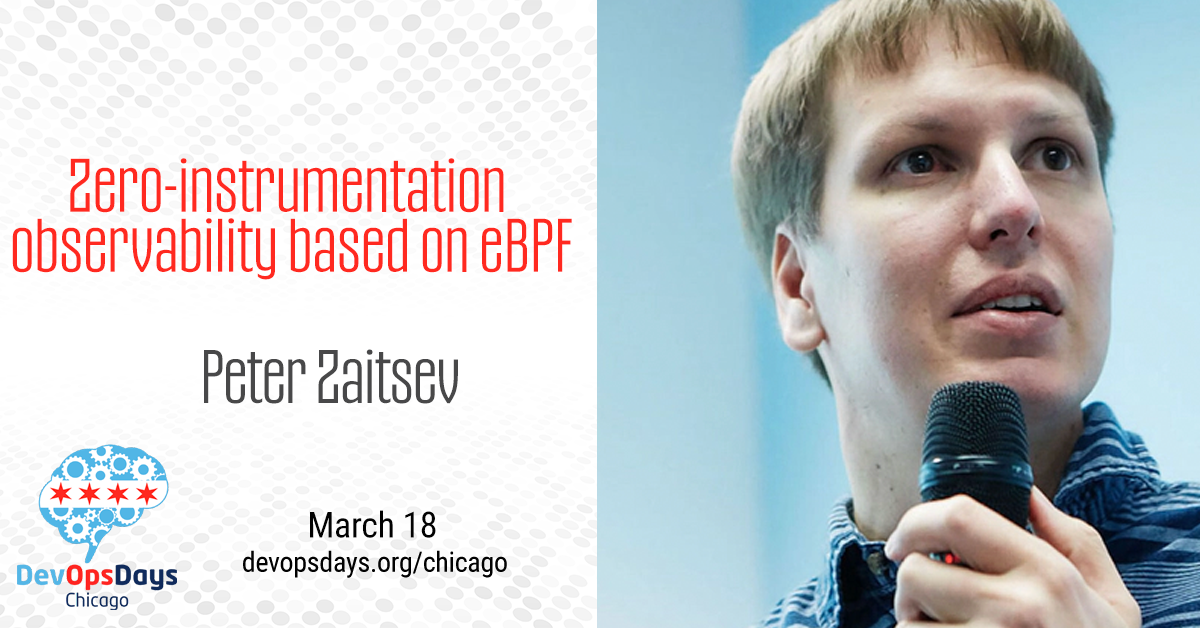 Zero-instrumentation
observability based on eBPF
Peter Zaitsev
DevOpsDays
Chicago
March 18
devopsdays.org/chicago